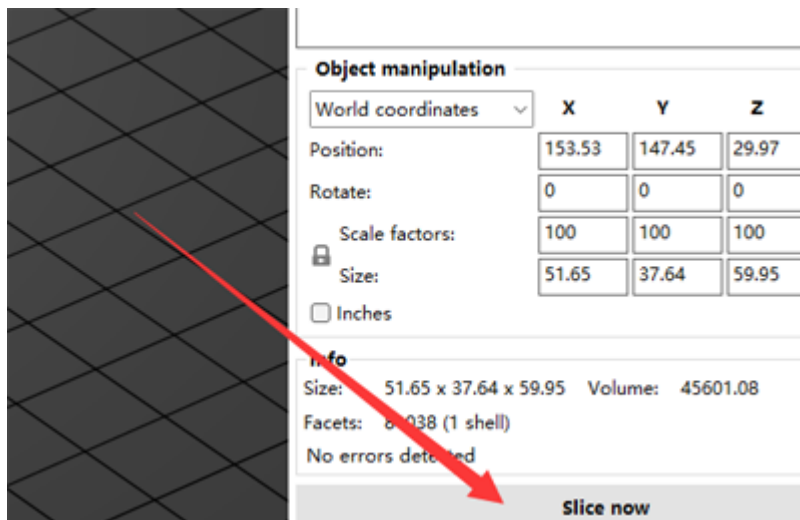 Object manipulation
World coordinates X Y Z
Position: 153.53 147.45 29.97
Rotate: 0 0 0
Scale factors: 100 100 100
Size: 51.65 37.64 59.95
Inches
Info
Size: 51.65 x 37.64 x 59.95 Volume: 45601.08
Facets: (1 shell)
No errors detected
Slice now